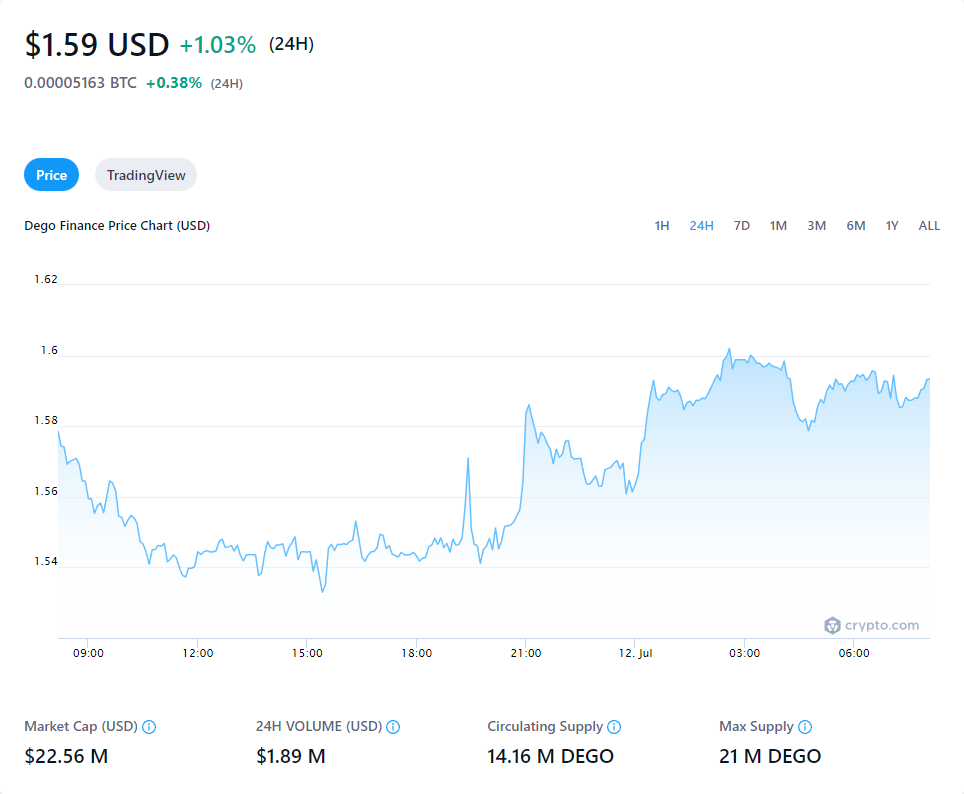 $1.59 USD +1.03% (24H)
0.00005163 BTC +0.38% (24H)
Price TradingView
Dego Finance Price Chart (USD) 1H 24H 7D 1M 3M 6M 1Y ALL
1.62
1.6
1.58
1.56
1.54
crypto.com
09:00 12:00 15:00 18:00 21:00 12. Jul 03:00 06:00
Market Cap (USD) 24H VOLUME (USD) Circulating Supply Max Supply
$22.56 M $1.89 M 14.16 M DEGO 21 M DEGO